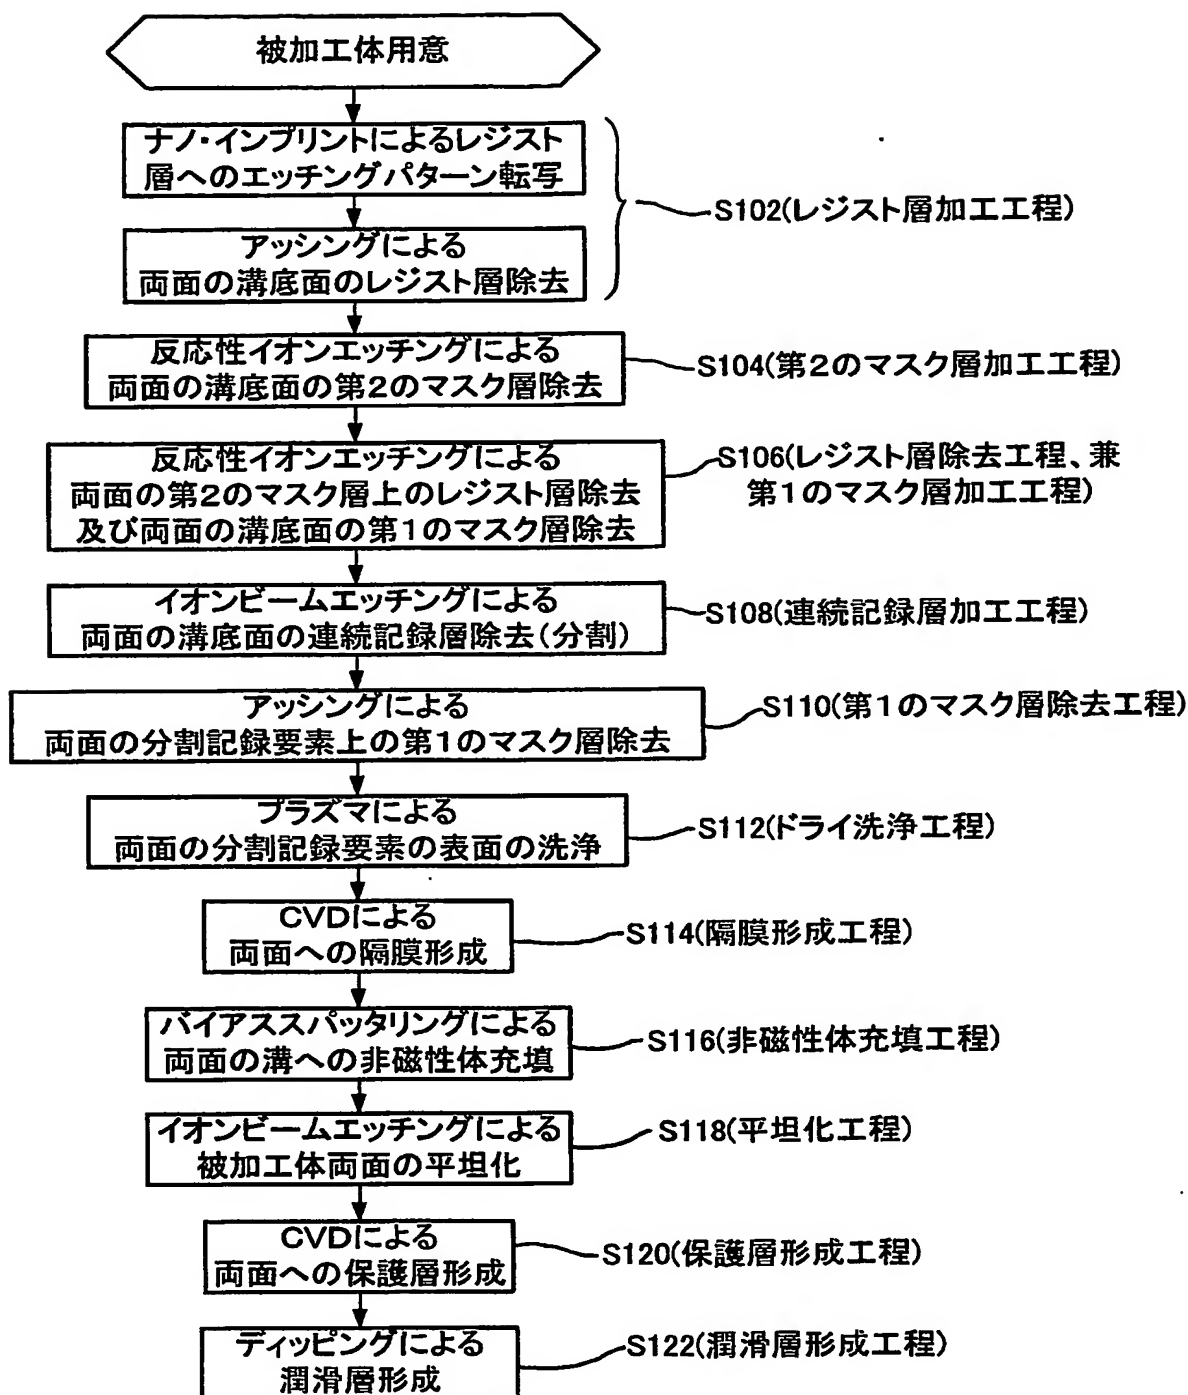 被加工体用意
ナノ・インプリントによるレジスト
層へのエッチングパターン転写
アッシングによる
両面の溝底面のレジスト層除去
S102(レジスト層加工工程)
反応性イオンエッチングによる
両面の溝底面の第2のマスク層除去
S104(第2のマスク層加工工程)
反応性イオンエッチングによる
両面の第2のマスク層上のレジスト層除去
及び両面の溝底面の第1のマスク層除去
S106(レジスト層除去工程、兼
第1のマスク層加工工程)
イオンビームエッチングによる
両面の溝底面の連続記録層除去(分割)
S108(連続記録層加工工程)
アッシングによる
両面の分割記録要素上の第1のマスク層除去
S110(第1のマスク層除去工程)
プラズマによる
両面の分割記録要素の表面の洗浄
S112(ドライ洗浄工程)
CVDによる
両面への隔膜形成
S114(隔膜形成工程)
バイアススパッタリングによる
両面の溝への非磁性体充填
S116(非磁性体充填工程)
イオンビームエッチングによる
被加工体両面の平坦化
S118(平坦化工程)
CVDによる
両面への保護層形成
S120(保護層形成工程)
ディッピングによる
潤滑層形成
S122(潤滑層形成工程)